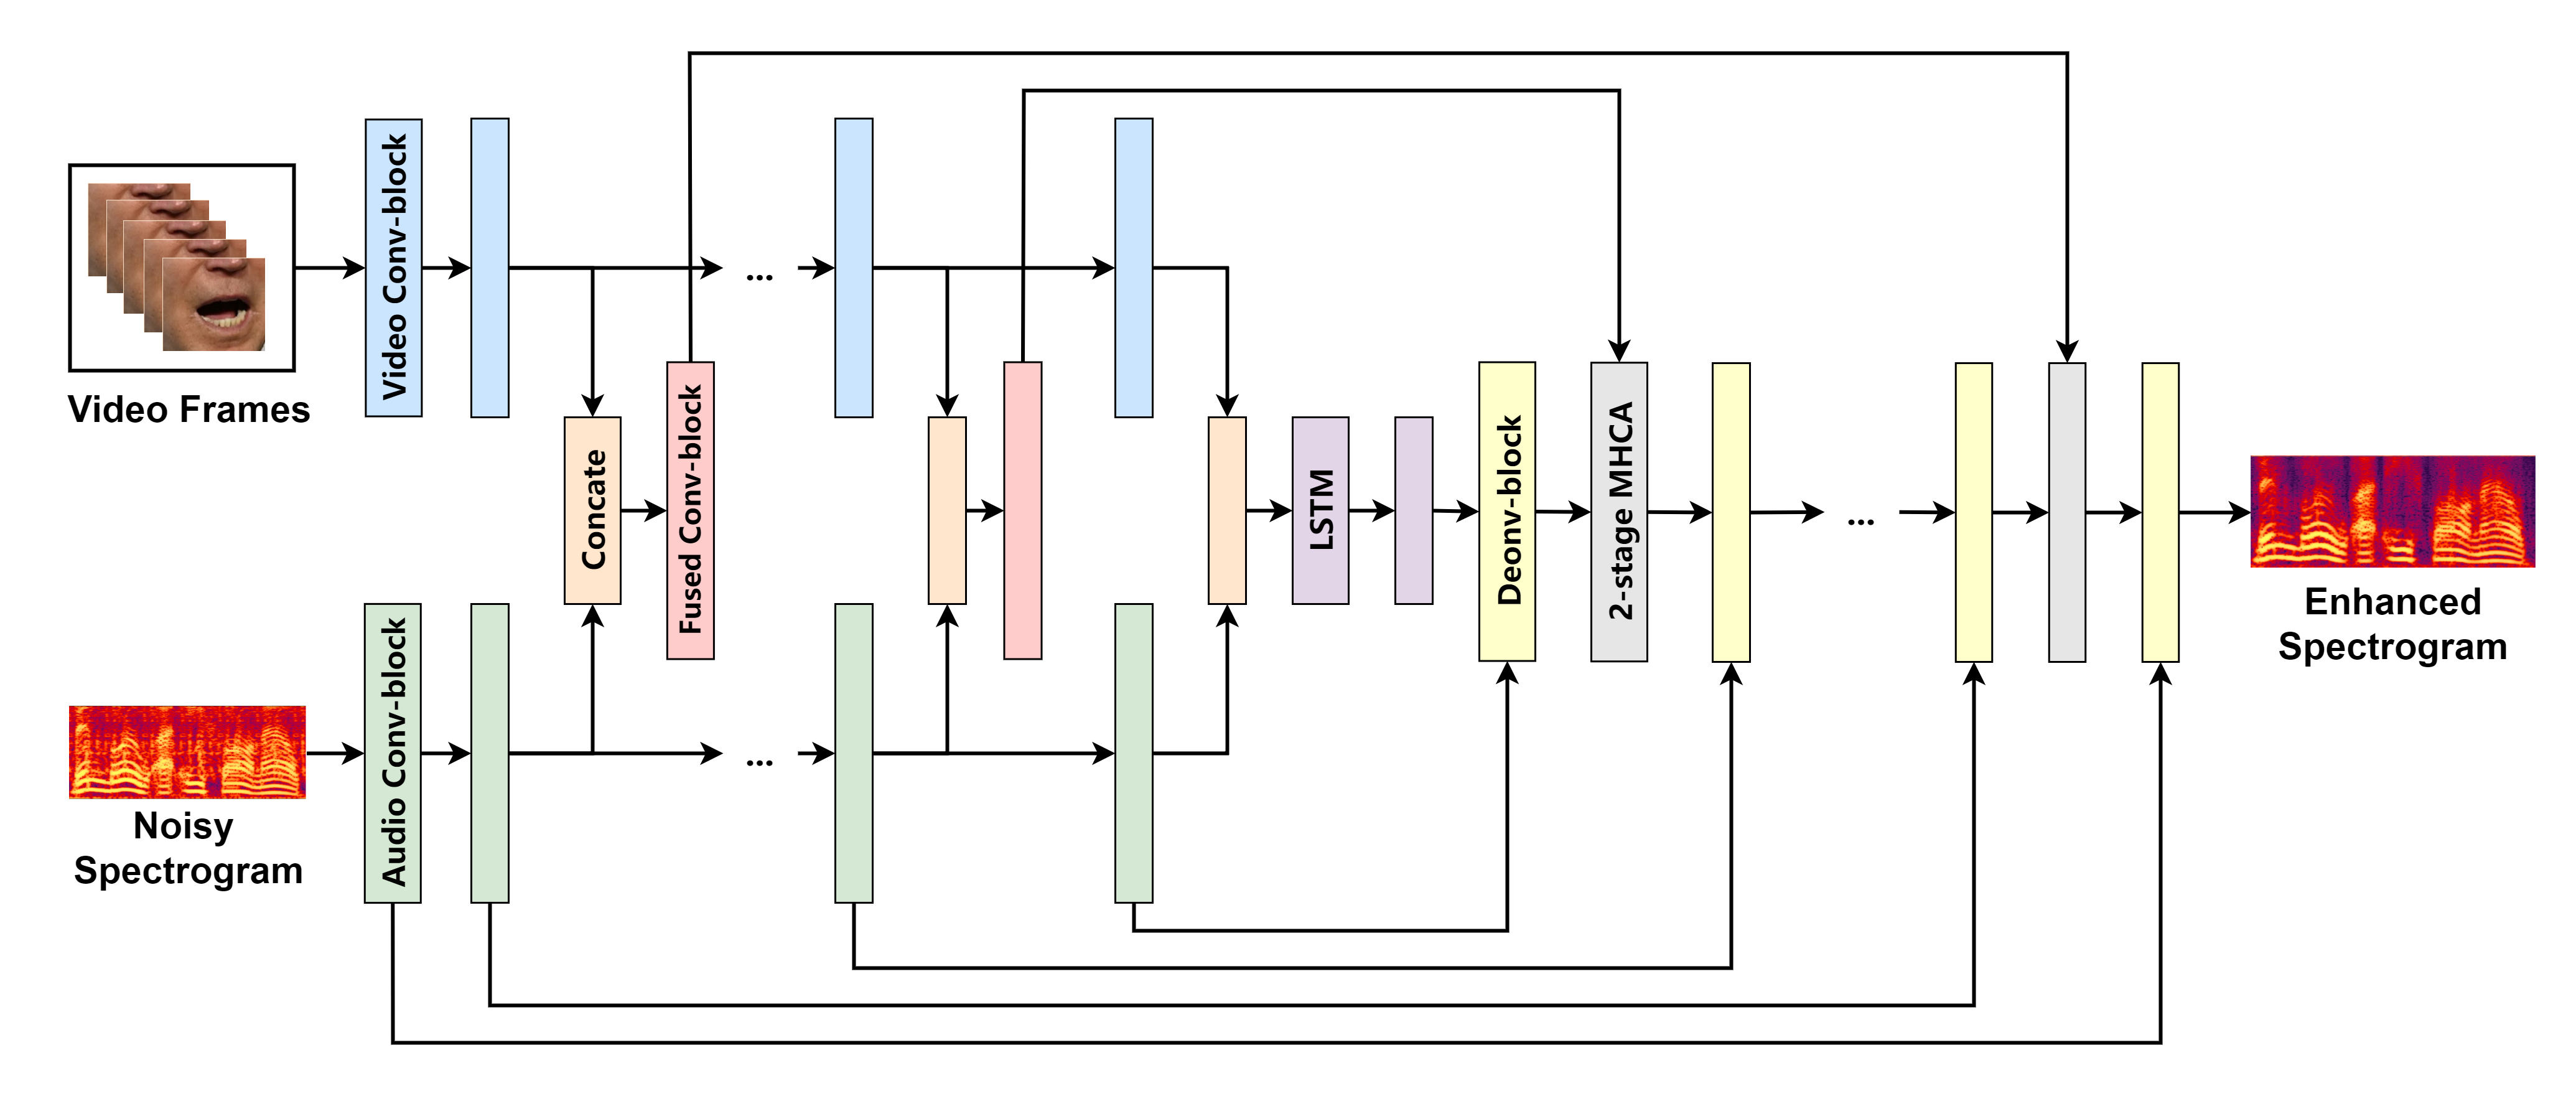 Video Conv-block
Video Frames
...
Concate
Fused Conv-block
LSTM
Deonv-block
2-stage MHCA
...
Enhanced
Spectrogram
Audio Conv-block
...
Noisy
Spectrogram